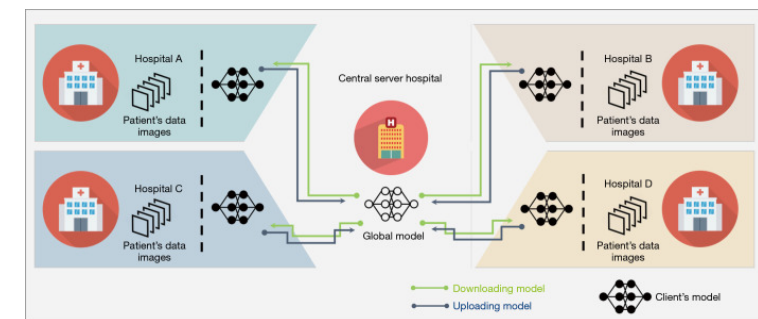 Hospital A
Patient's data
images
Central server hospital
H
Hospital B
Patient's data
images
Hospital C
Patient's data
images
Global model
Hospital D
Patient's data
images
Downloading model
Uploading model
Client's model